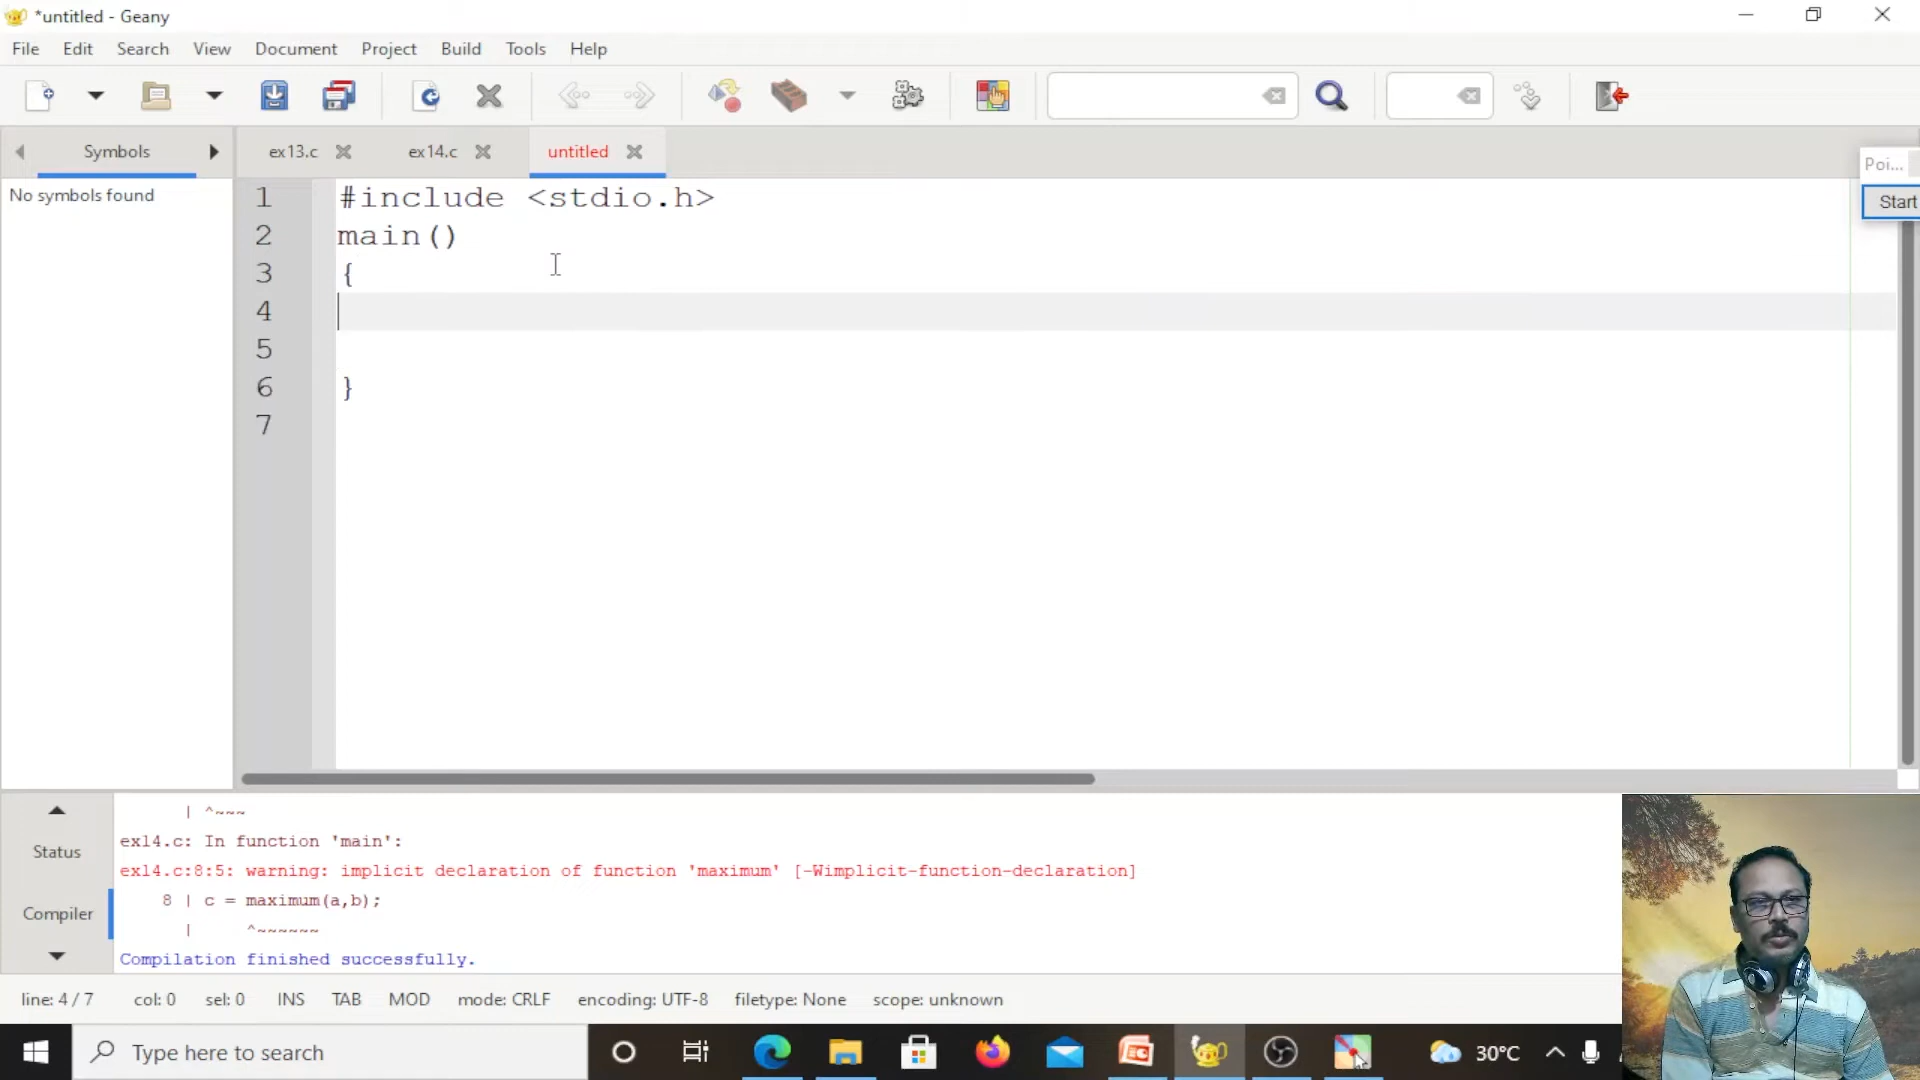 *untitled - Geany
File Edit Search View Document Project Build Tools Help
Symbols
ex13.c
ex14.c
untitled
Poi...
Start
No symbols found
1 #include <stdio.h>
2 main()
3 {
4
5
6 }
7
| ^~~~
ex14.c: In function 'main':
ex14.c:8:5: warning: implicit declaration of function 'maximum' [-Wimplicit-function-declaration]
8 | c = maximum(a,b);
| ^~~~~~~
Compilation finished successfully.
Status
Compiler
line: 4 / 7 col: 0 sel: 0 INS TAB MOD mode: CRLF encoding: UTF-8 filetype: None scope: unknown
Type here to search
30°C